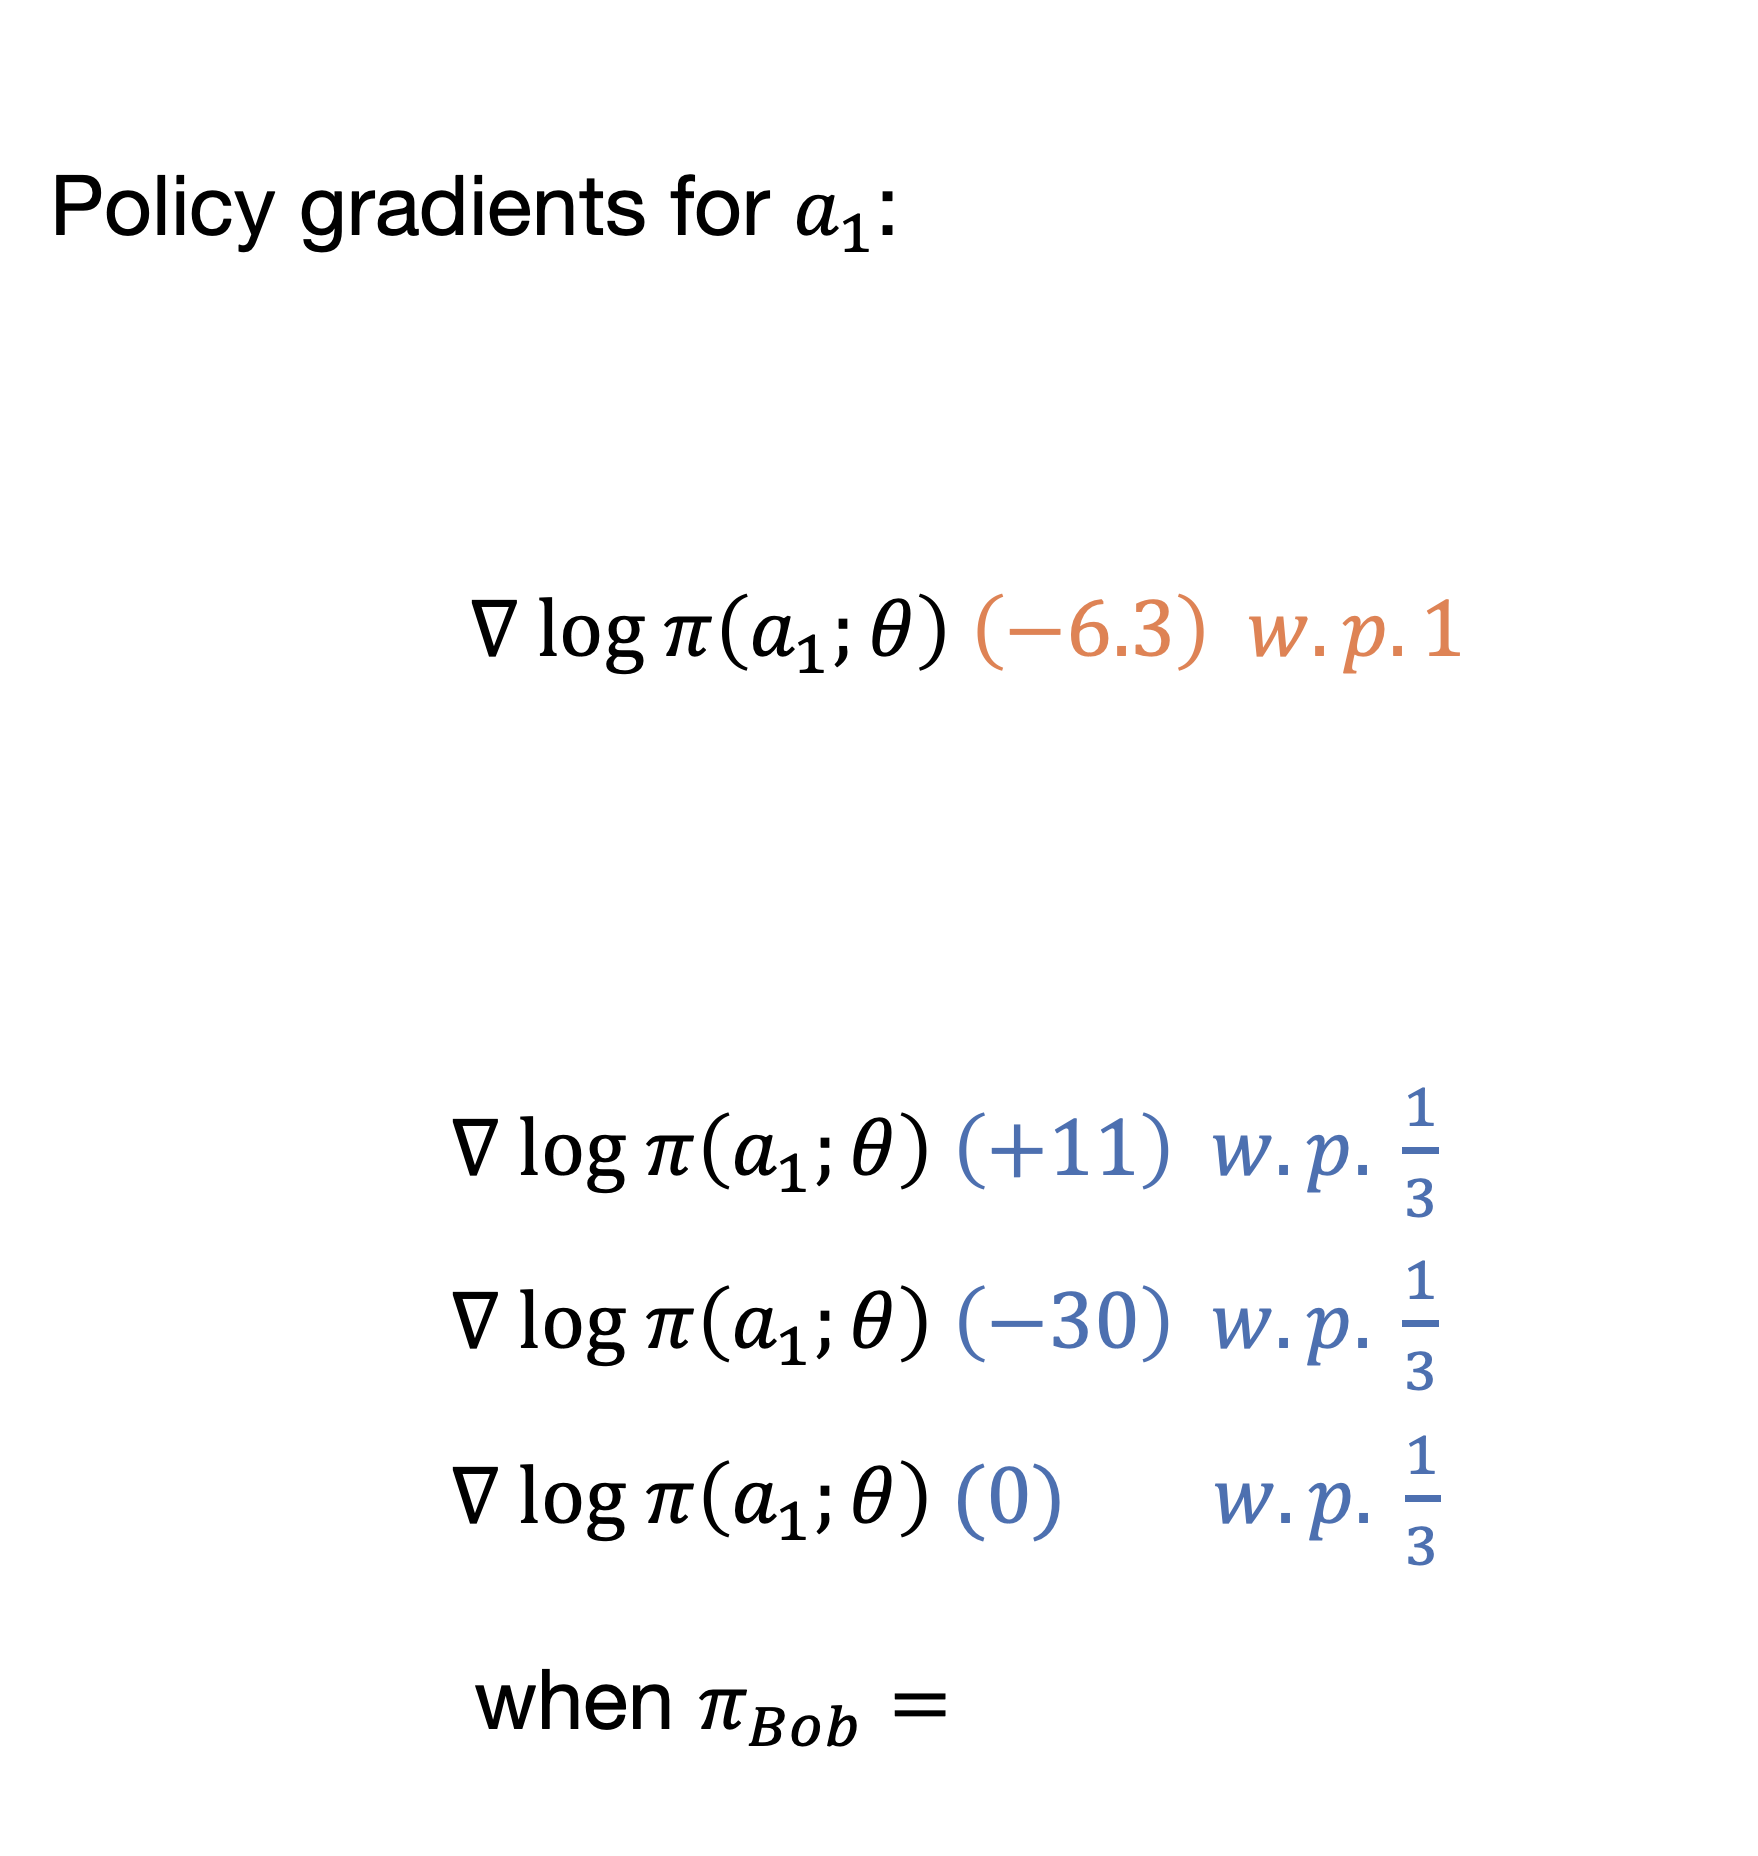 Policy gradients for a₁:
∇ log π(a₁; θ) (−6.3) w.p. 1
∇ log π(a₁; θ) (+11) w.p. 1/3
∇ log π(a₁; θ) (−30) w.p. 1/3
∇ log π(a₁; θ) (0) w.p. 1/3
when π_Bob =